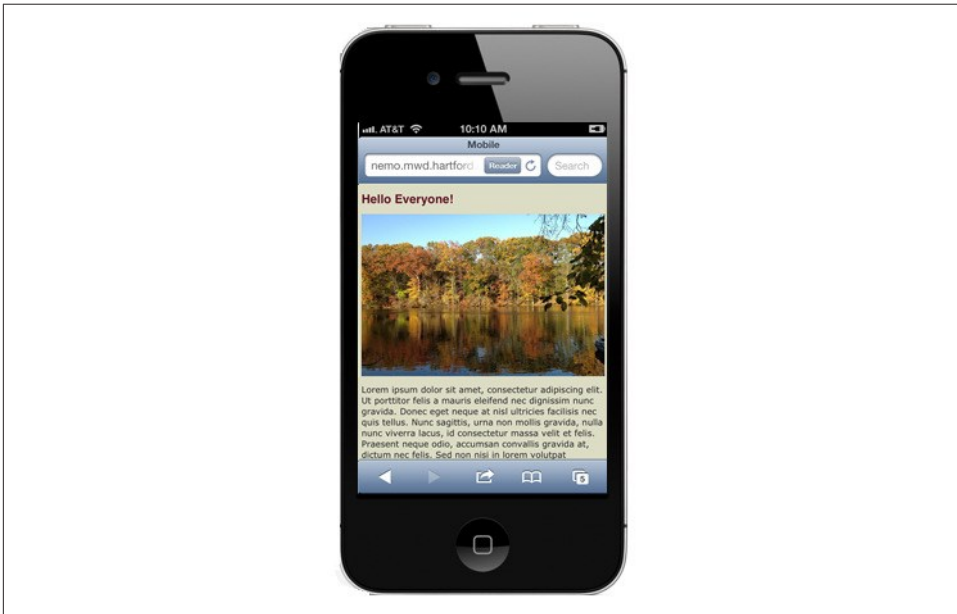 AT&T 10:10 AM
Mobile
nemo.mwd.hartford. Reader Search
Hello Everyone!
Lorem ipsum dolor sit amet, consectetur adipiscing elit.
Ut porttitor felis a mauris eleifend nec dignissim nunc
gravida. Donec eget neque at nisl ultricies facilisis nec
quis tellus. Nunc sagittis, urna non mollis gravida, nulla
nunc viverra lacus, id consectetur massa velit et felis.
Praesent neque odio, accumsan convallis gravida at,
dictum nec felis. Sed non nisi in lorem volutpat
5